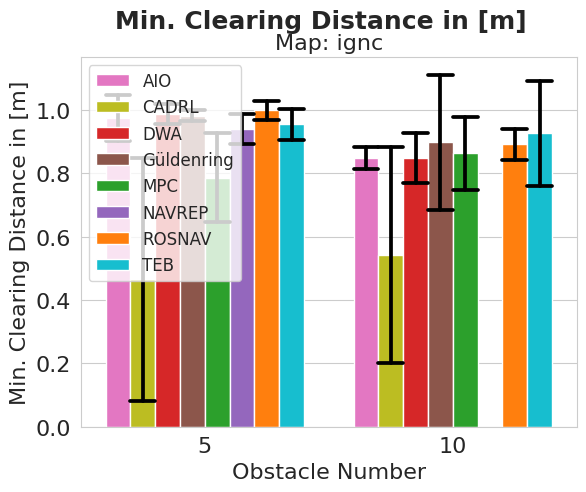 Min. Clearing Distance in [m]
Map: ignc
Min. Clearing Distance in [m]
1.0
0.8
0.6
0.4
0.2
0.0
AIO
CADRL
DWA
Güldenring
MPC
NAVREP
ROSNAV
TEB
5
10
Obstacle Number